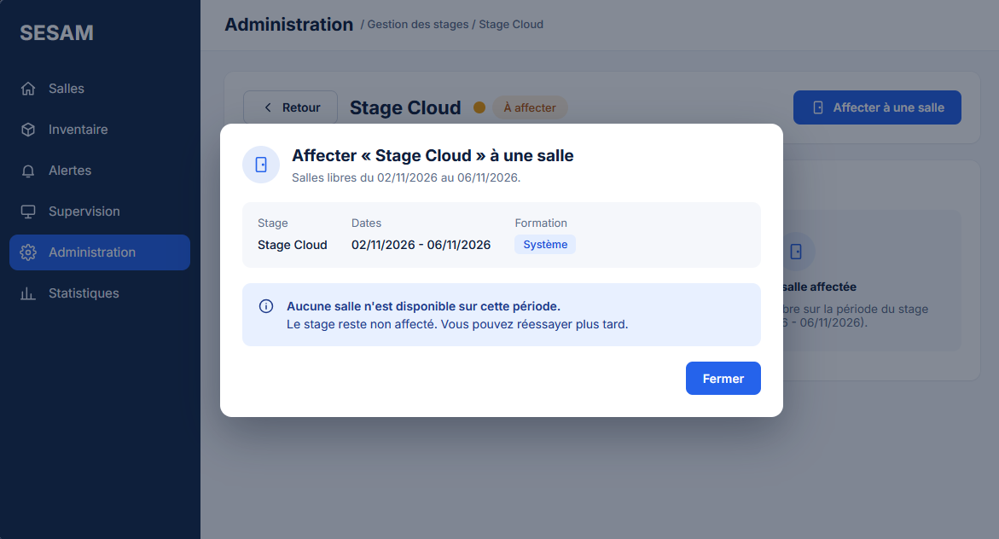 SESAM
Salles
Inventaire
Alertes
Supervision
Administration
Statistiques
Administration / Gestion des stages / Stage Cloud
Retour
Stage Cloud
À affecter
Affecter à une salle
Affecter « Stage Cloud » à une salle
Salles libres du 02/11/2026 au 06/11/2026.
Stage Dates Formation
Stage Cloud 02/11/2026 - 06/11/2026 Système
Aucune salle n'est disponible sur cette période.
Le stage reste non affecté. Vous pouvez réessayer plus tard.
Fermer
salle affectée
sur la période du stage
- 06/11/2026).